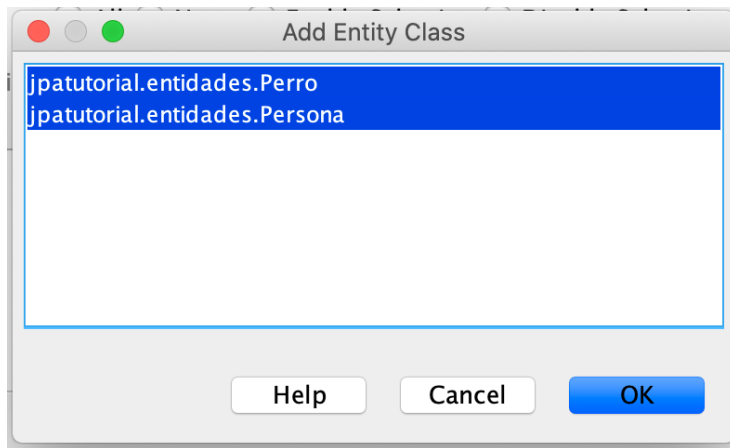 Add Entity Class
jpatutorial.entidades.Perro
jpatutorial.entidades.Persona
Help
Cancel
OK